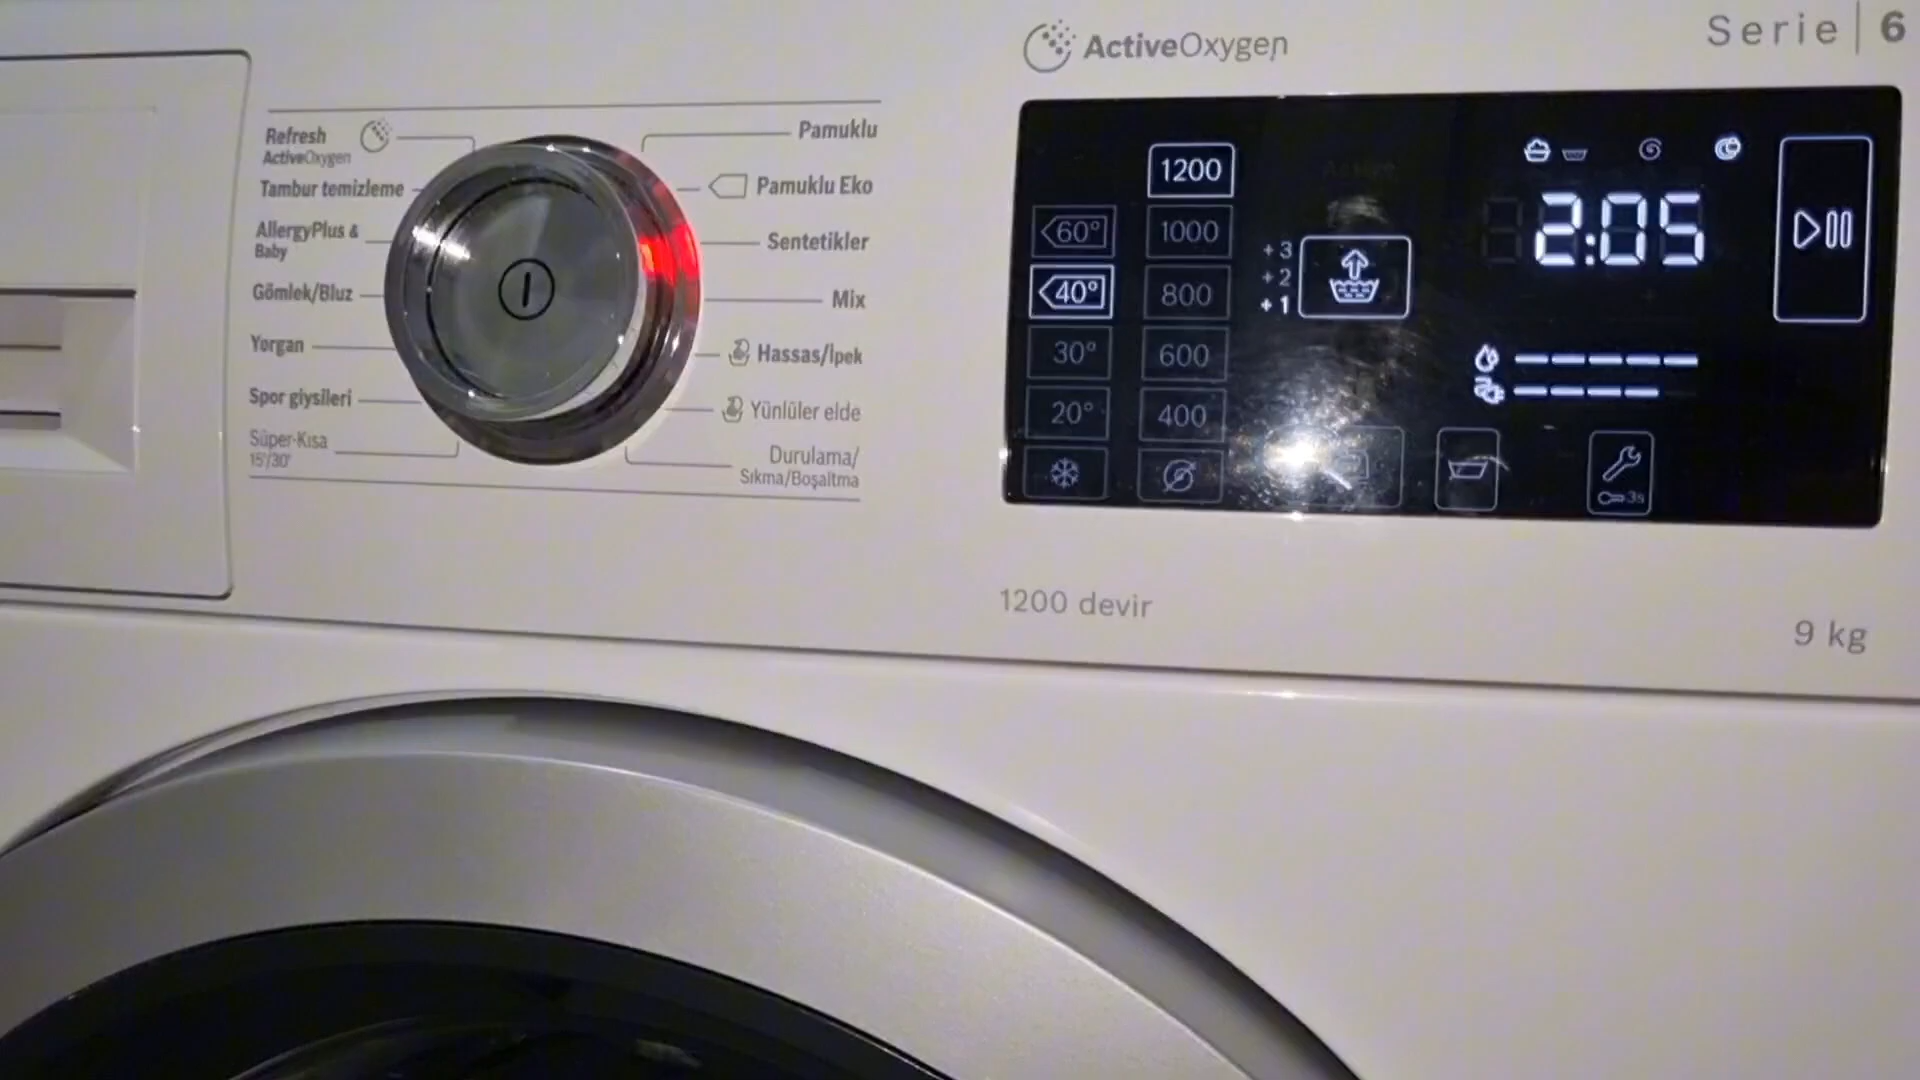 ActiveOxygen
Serie | 6
Refresh
ActiveOxygen
Tambur temizleme
AllergyPlus &
Baby
Gömlek/Bluz
Yorgan
Spor giysileri
Süper-Kısa
15'/30'
Pamuklu
Pamuklu Eko
Sentetikler
Mix
Hassas/İpek
Yünlüler elde
Durulama/
Sıkma/Boşaltma
60°
40°
30°
20°
1200
1000
800
600
400
+ 3
+ 2
+ 1
2:05
3s
1200 devir
9 kg